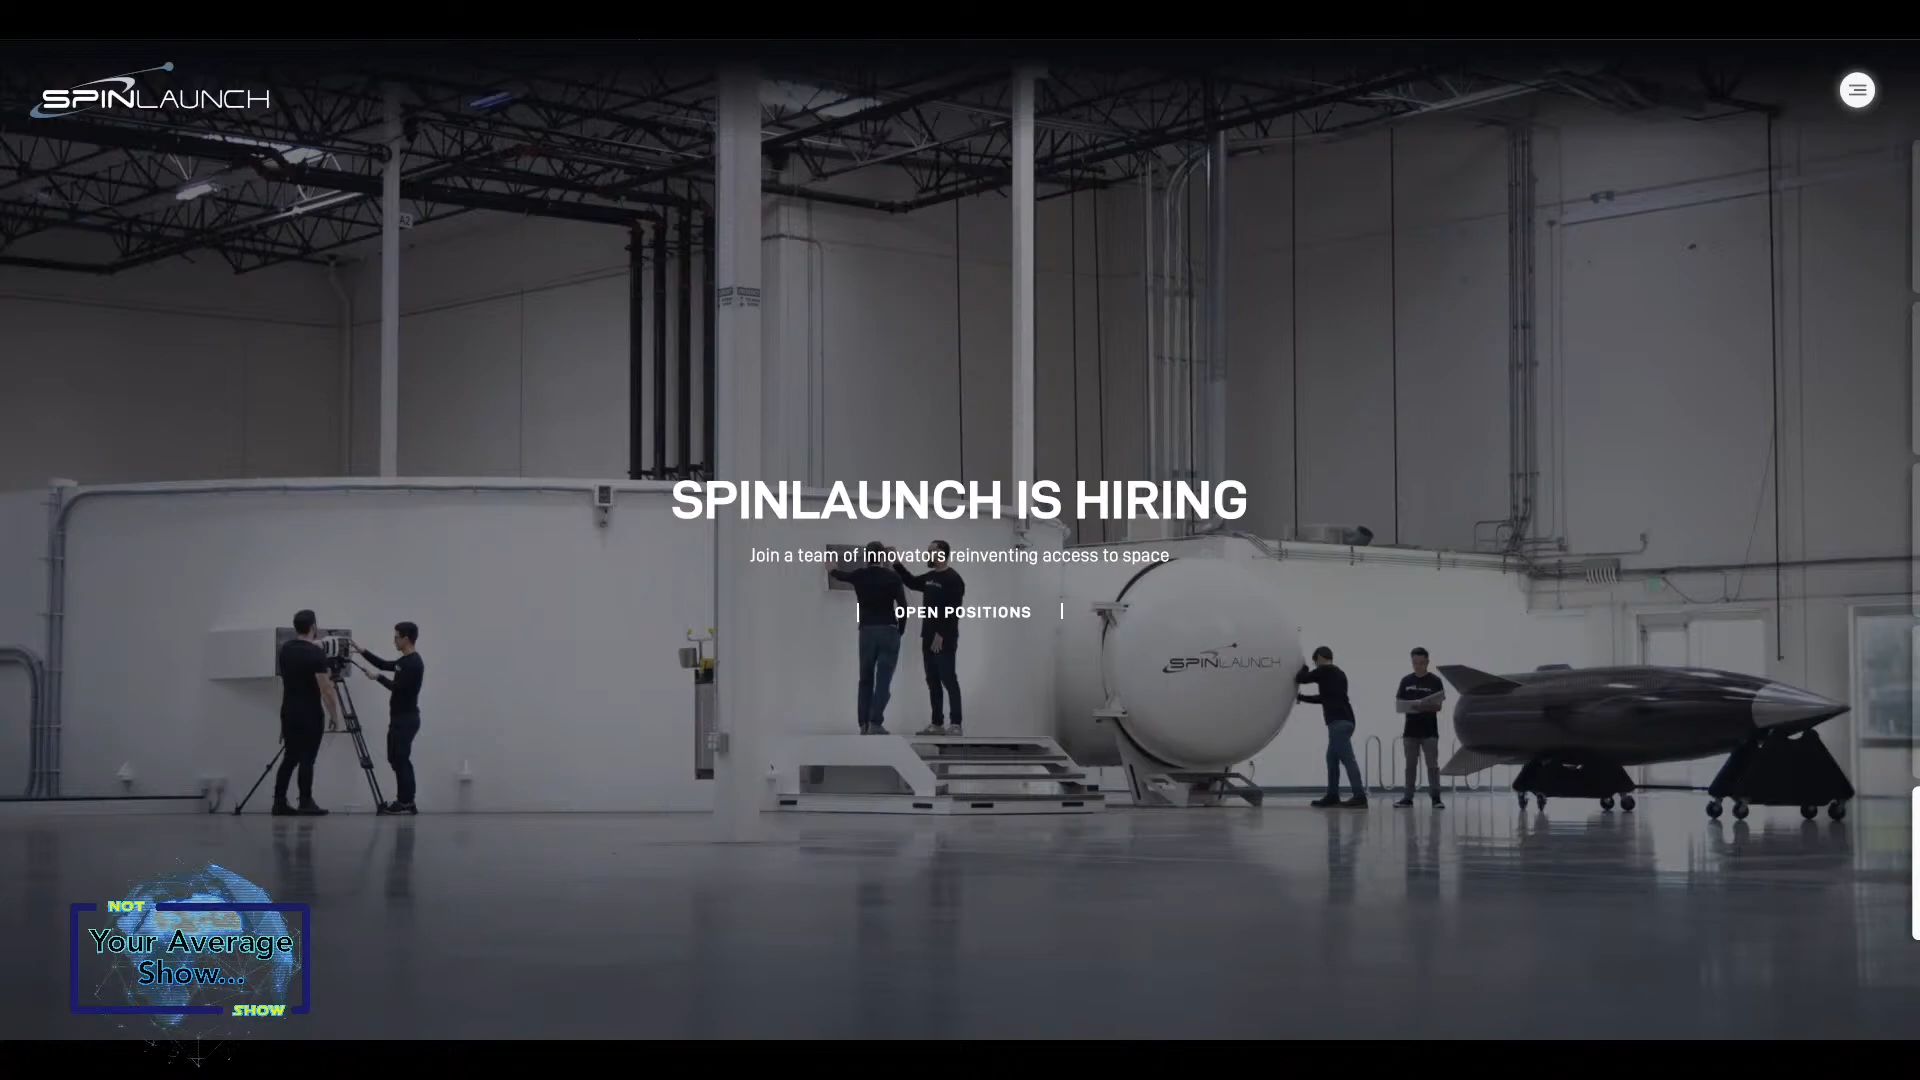 SPINLAUNCH
A2
SPINLAUNCH IS HIRING
Join a team of innovators reinventing access to space
OPEN POSITIONS
SPINLAUNCH
NOT
Your Average
Show...
SHOW